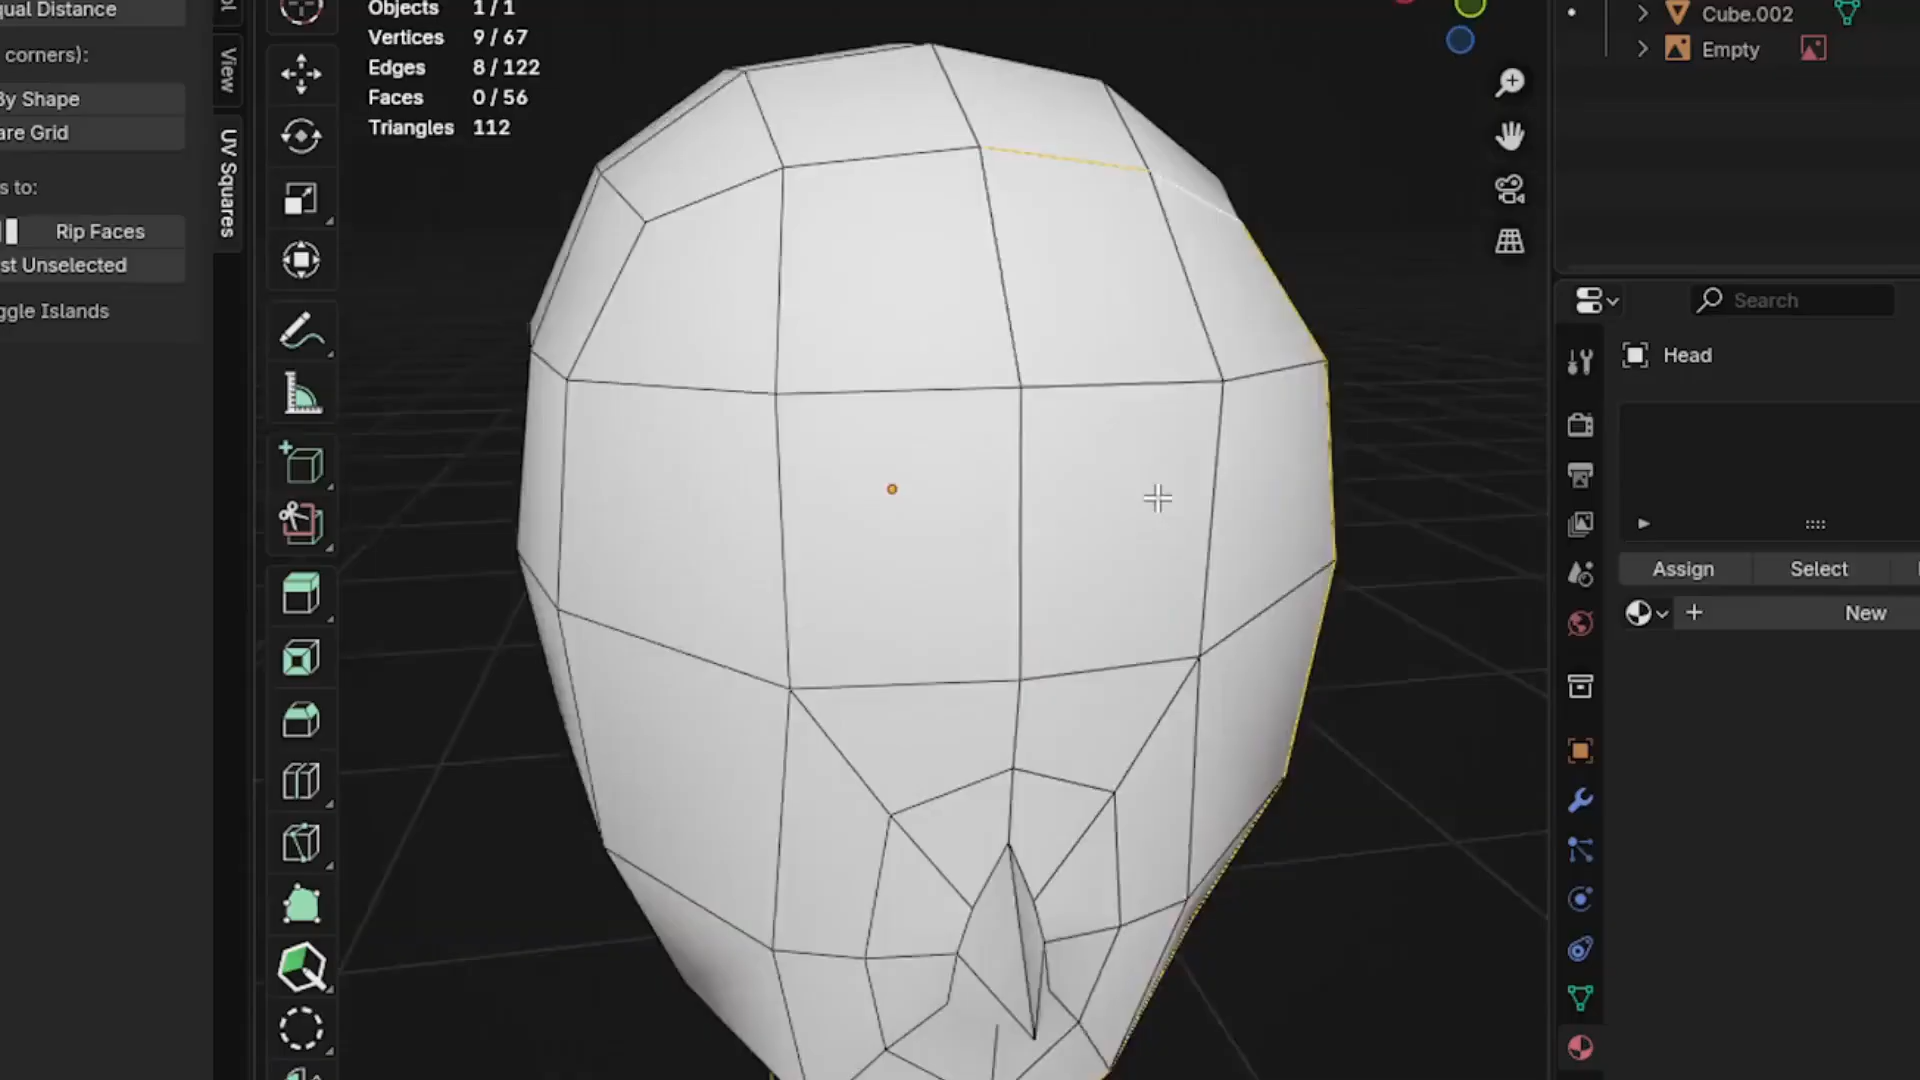 ual Distance
corners):
By Shape
are Grid
s to:
Rip Faces
st Unselected
ggle Islands
View
UV Squares
Objects 1 / 1
Vertices 9 / 67
Edges 8 / 122
Faces 0 / 56
Triangles 112
Cube.002
Empty
Search
Head
Assign
Select
New